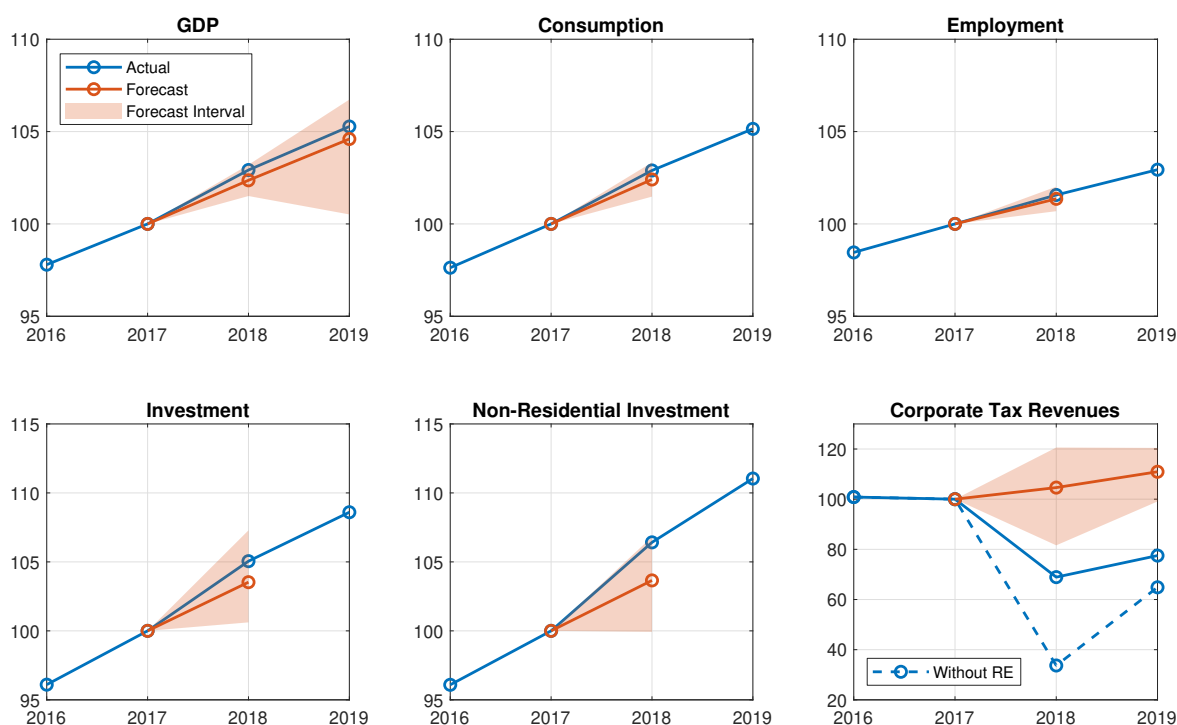 GDP
110
105
100
95
2016 2017 2018 2019
Actual
Forecast
Forecast Interval
Consumption
110
105
100
95
2016 2017 2018 2019
Employment
110
105
100
95
2016 2017 2018 2019
Investment
115
110
105
100
95
2016 2017 2018 2019
Non-Residential Investment
115
110
105
100
95
2016 2017 2018 2019
Corporate Tax Revenues
120
100
80
60
40
20
2016 2017 2018 2019
Without RE